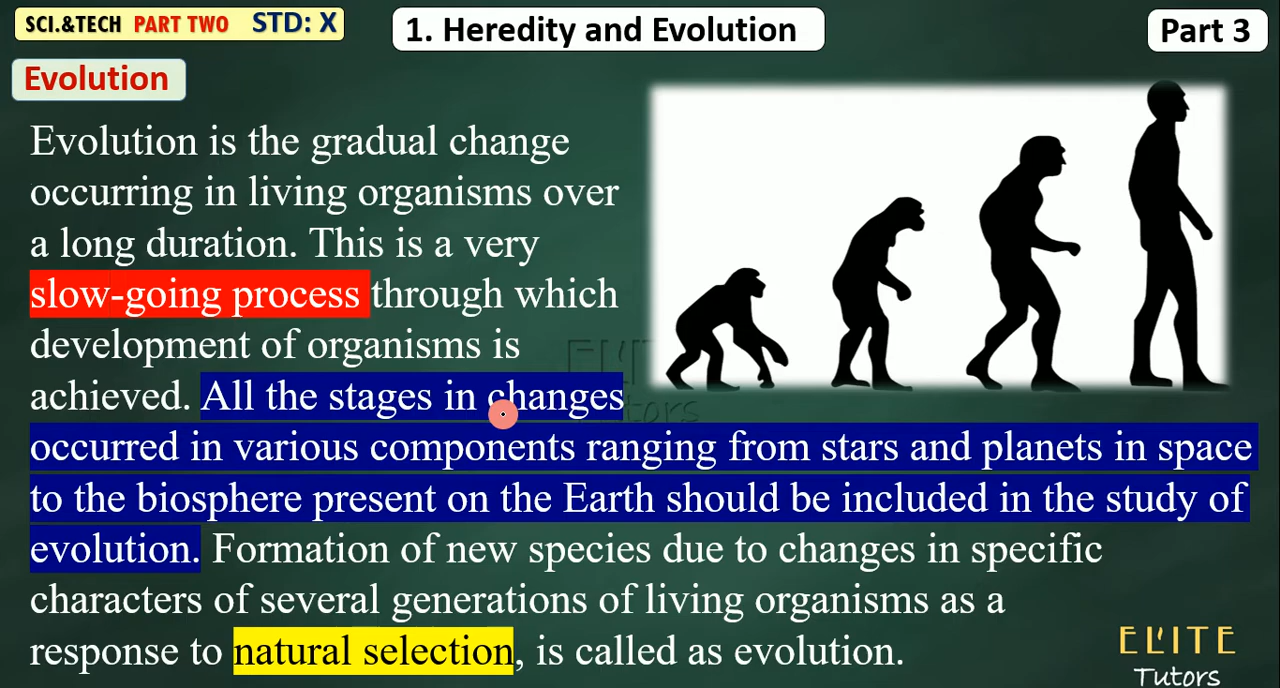 SCI.&TECH PART TWO STD: X
1. Heredity and Evolution
Part 3
Evolution
Evolution is the gradual change
occurring in living organisms over
a long duration. This is a very
slow-going process through which
development of organisms is
achieved. All the stages in changes
occurred in various components ranging from stars and planets in space
to the biosphere present on the Earth should be included in the study of
evolution. Formation of new species due to changes in specific
characters of several generations of living organisms as a
response to natural selection, is called as evolution.
ELITE
Tutors